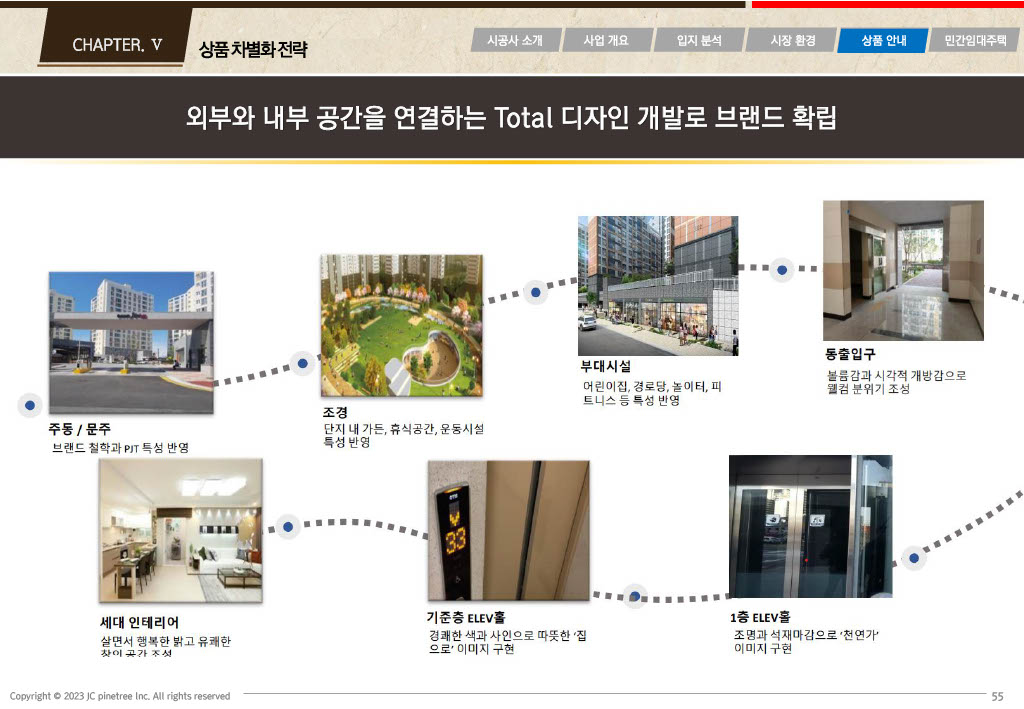 CHAPTER. Ⅴ
상품 차별화 전략
시공사 소개
사업 개요
입지 분석
시장 환경
상품 안내
민간임대주택
외부와 내부 공간을 연결하는 Total 디자인 개발로 브랜드 확립
주동 / 문주
브랜드 철학과 PJT 특성 반영
조경
단지 내 가든, 휴식공간, 운동시설
특성 반영
부대시설
어린이집, 경로당, 놀이터, 피
트니스 등 특성 반영
동출입구
볼륨감과 시각적 개방감으로
웰컴 분위기 조성
세대 인테리어
살면서 행복한 밝고 유쾌한
창의 공간 조성
33
기준층 ELEV홀
경쾌한 색과 사인으로 따뜻한 ‘집
으로’ 이미지 구현
1층 ELEV홀
조명과 석재마감으로 ‘천연가’
이미지 구현
Copyright © 2023 JC pinetree Inc. All rights reserved
55